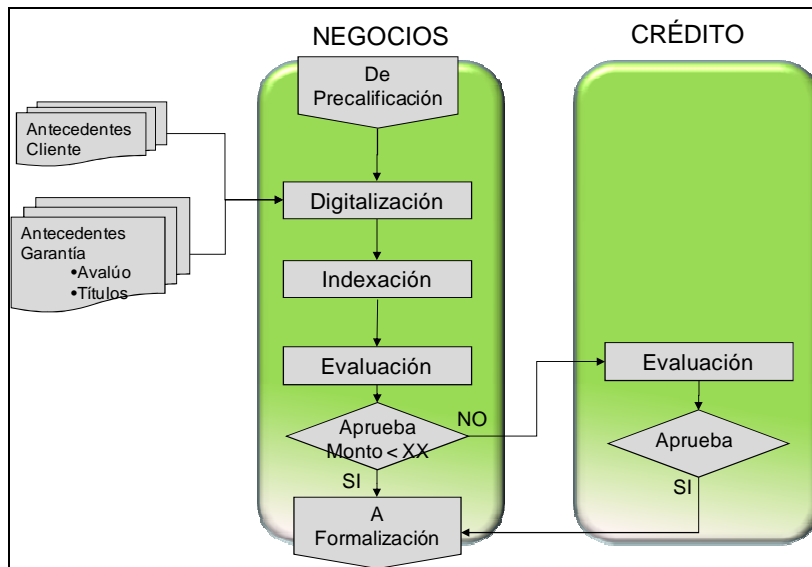 NEGOCIOS
CRÉDITO
De
Precalificación
Antecedentes
Cliente
Digitalización
Antecedentes
Garantía
•Avalúo
•Títulos
Indexación
Evaluación
Evaluación
NO
Aprueba
Monto < XX
Aprueba
SI
SI
A
Formalización